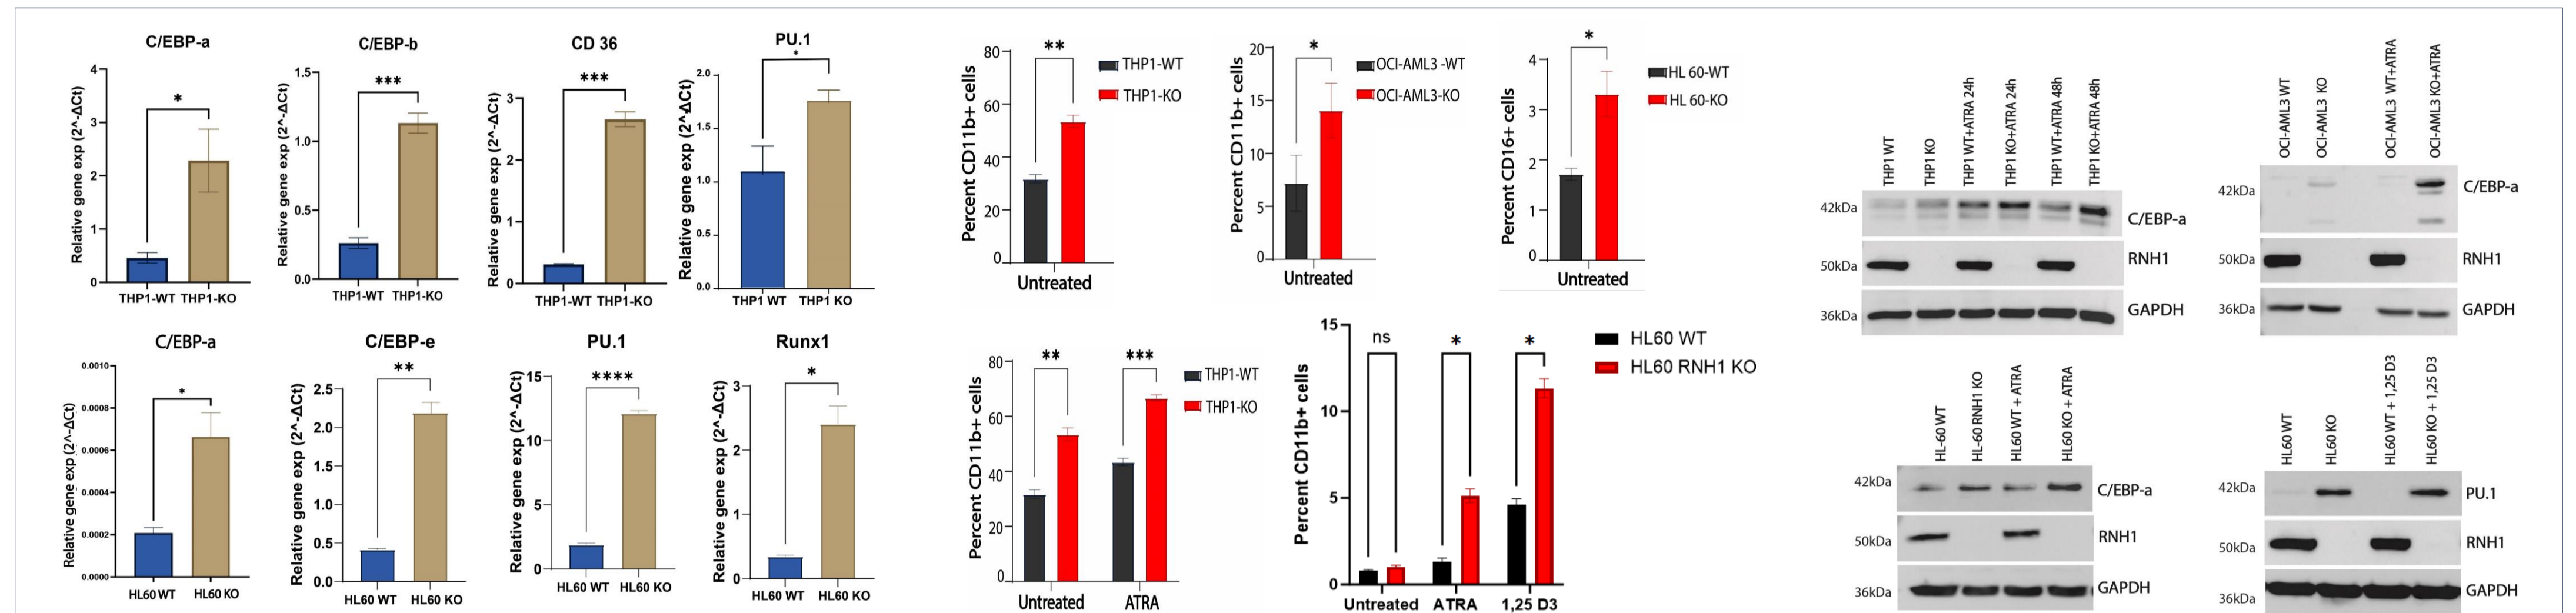 C/EBP-a
Relative gene exp (2^-ΔCt)
4
3
2
1
0
*
THP1-WT THP1-KO
C/EBP-b
Relative gene exp (2^-ΔCt)
1.5
1.0
0.5
0.0
***
THP1-WT THP1-KO
CD 36
Relative gene exp (2^-ΔCt)
3
2
1
0
***
THP1-WT THP1-KO
PU.1
Relative gene exp (2^-ΔCt)
2.0
1.5
1.0
0.5
0.0
*
THP1 WT THP1 KO
Percent CD11b+ cells
80
60
40
20
0
**
Untreated
THP1-WT
THP1-KO
Percent CD11b+ cells
20
15
10
5
0
*
Untreated
OCI-AML3 -WT
OCI-AML3-KO
Percent CD16+ cells
4
3
2
1
0
*
Untreated
HL 60-WT
HL 60-KO
THP1 WT
THP1 KO
THP1 WT+ATRA 24h
THP1 KO+ATRA 24h
THP1 WT+ATRA 48h
THP1 KO+ATRA 48h
42kDa
C/EBP-a
50kDa
RNH1
36kDa
GAPDH
OCI-AML3 WT
OCI-AML3 KO
OCI-AML3 WT+ATRA
OCI-AML3 KO+ATRA
42kDa
C/EBP-a
50kDa
RNH1
36kDa
GAPDH
C/EBP-a
Relative gene exp (2^-ΔCt)
0.0010
0.0008
0.0006
0.0004
0.0002
0.0000
*
HL60 WT HL60 KO
C/EBP-e
Relative gene exp (2^-ΔCt)
2.5
2.0
1.5
1.0
0.5
0.0
**
HL60 WT HL60 KO
PU.1
Relative gene exp (2^-ΔCt)
15
10
5
0
****
HL60 WT HL60 KO
Runx1
Relative gene exp (2^-ΔCt)
3
2
1
0
*
HL60 WT HL60 KO
Percent CD11b+ cells
80
60
40
20
0
**
***
Untreated ATRA
THP1-WT
THP1-KO
Percent CD11b+ cells
15
10
5
0
ns
*
*
Untreated ATRA 1,25 D3
HL60 WT
HL60 RNH1 KO
HL-60 WT
HL-60 RNH1 KO
HL60 WT + ATRA
HL60 KO + ATRA
42kDa
C/EBP-a
50kDa
RNH1
36kDa
GAPDH
HL60 WT
HL60 KO
HL60 WT + 1,25 D3
HL60 KO + 1,25 D3
42kDa
PU.1
50kDa
RNH1
36kDa
GAPDH